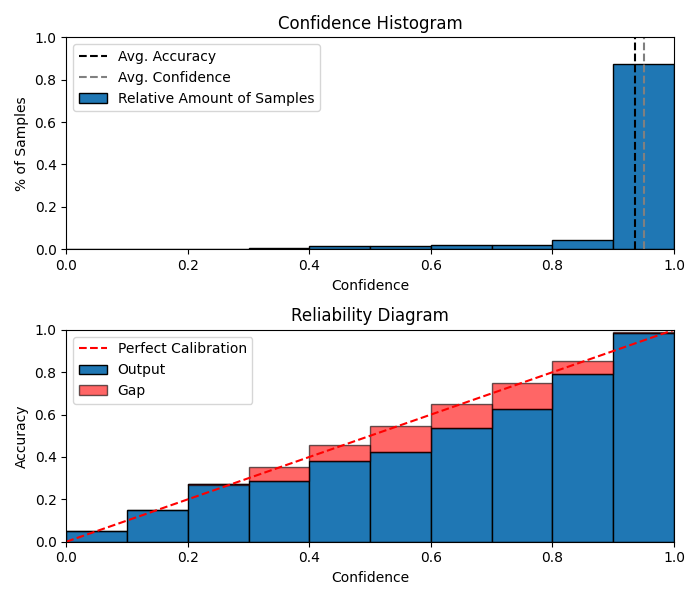 Confidence Histogram
1.0
0.8
0.6
0.4
0.2
0.0
% of Samples
Avg. Accuracy
Avg. Confidence
Relative Amount of Samples
0.0 0.2 0.4 0.6 0.8 1.0
Confidence
Reliability Diagram
1.0
0.8
0.6
0.4
0.2
0.0
Accuracy
Perfect Calibration
Output
Gap
0.0 0.2 0.4 0.6 0.8 1.0
Confidence